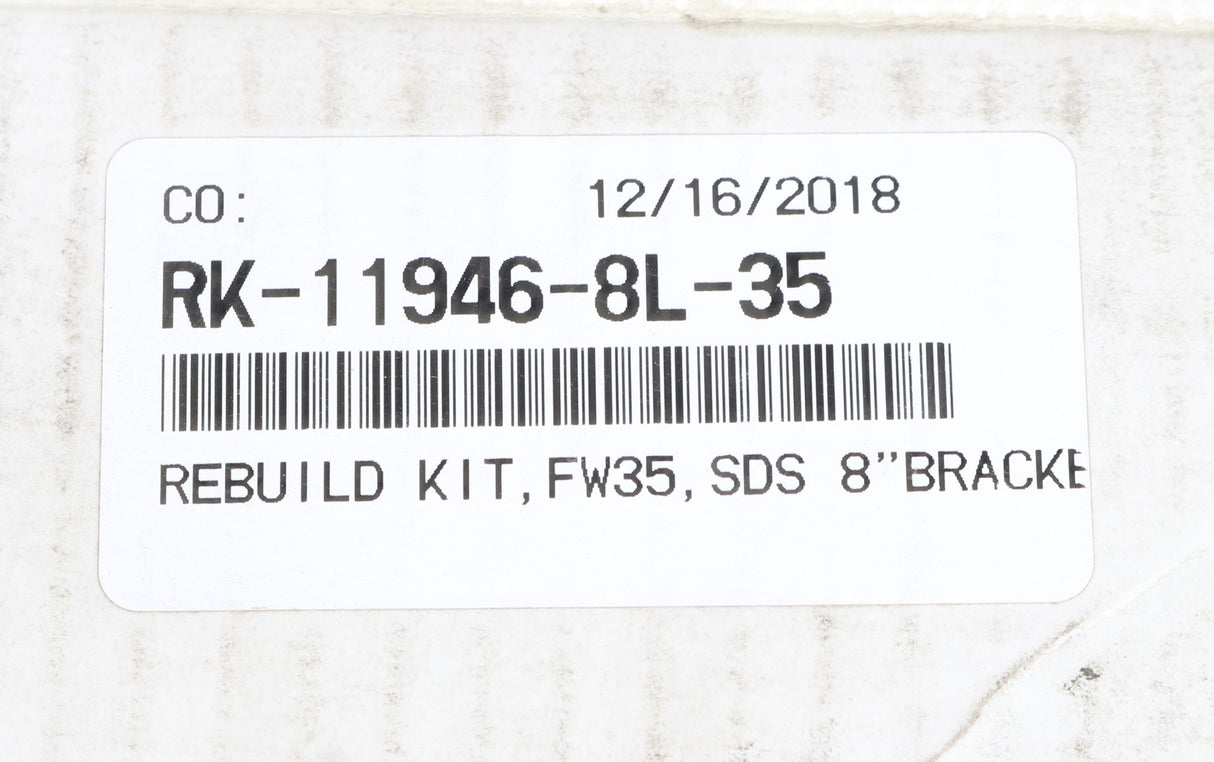 CO: 12/16/2018
RK-11946-8L-35
REBUILD KIT,FW35,SDS 8"BRACKE